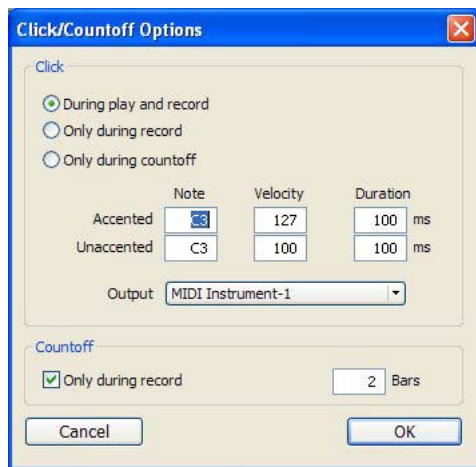 Click/Countoff Options
Click
During play and record
Only during record
Only during countoff
Note Velocity Duration
Accented C3 127 100 ms
Unaccented C3 100 100 ms
Output MIDI Instrument-1
Countoff
Only during record 2 Bars
Cancel OK